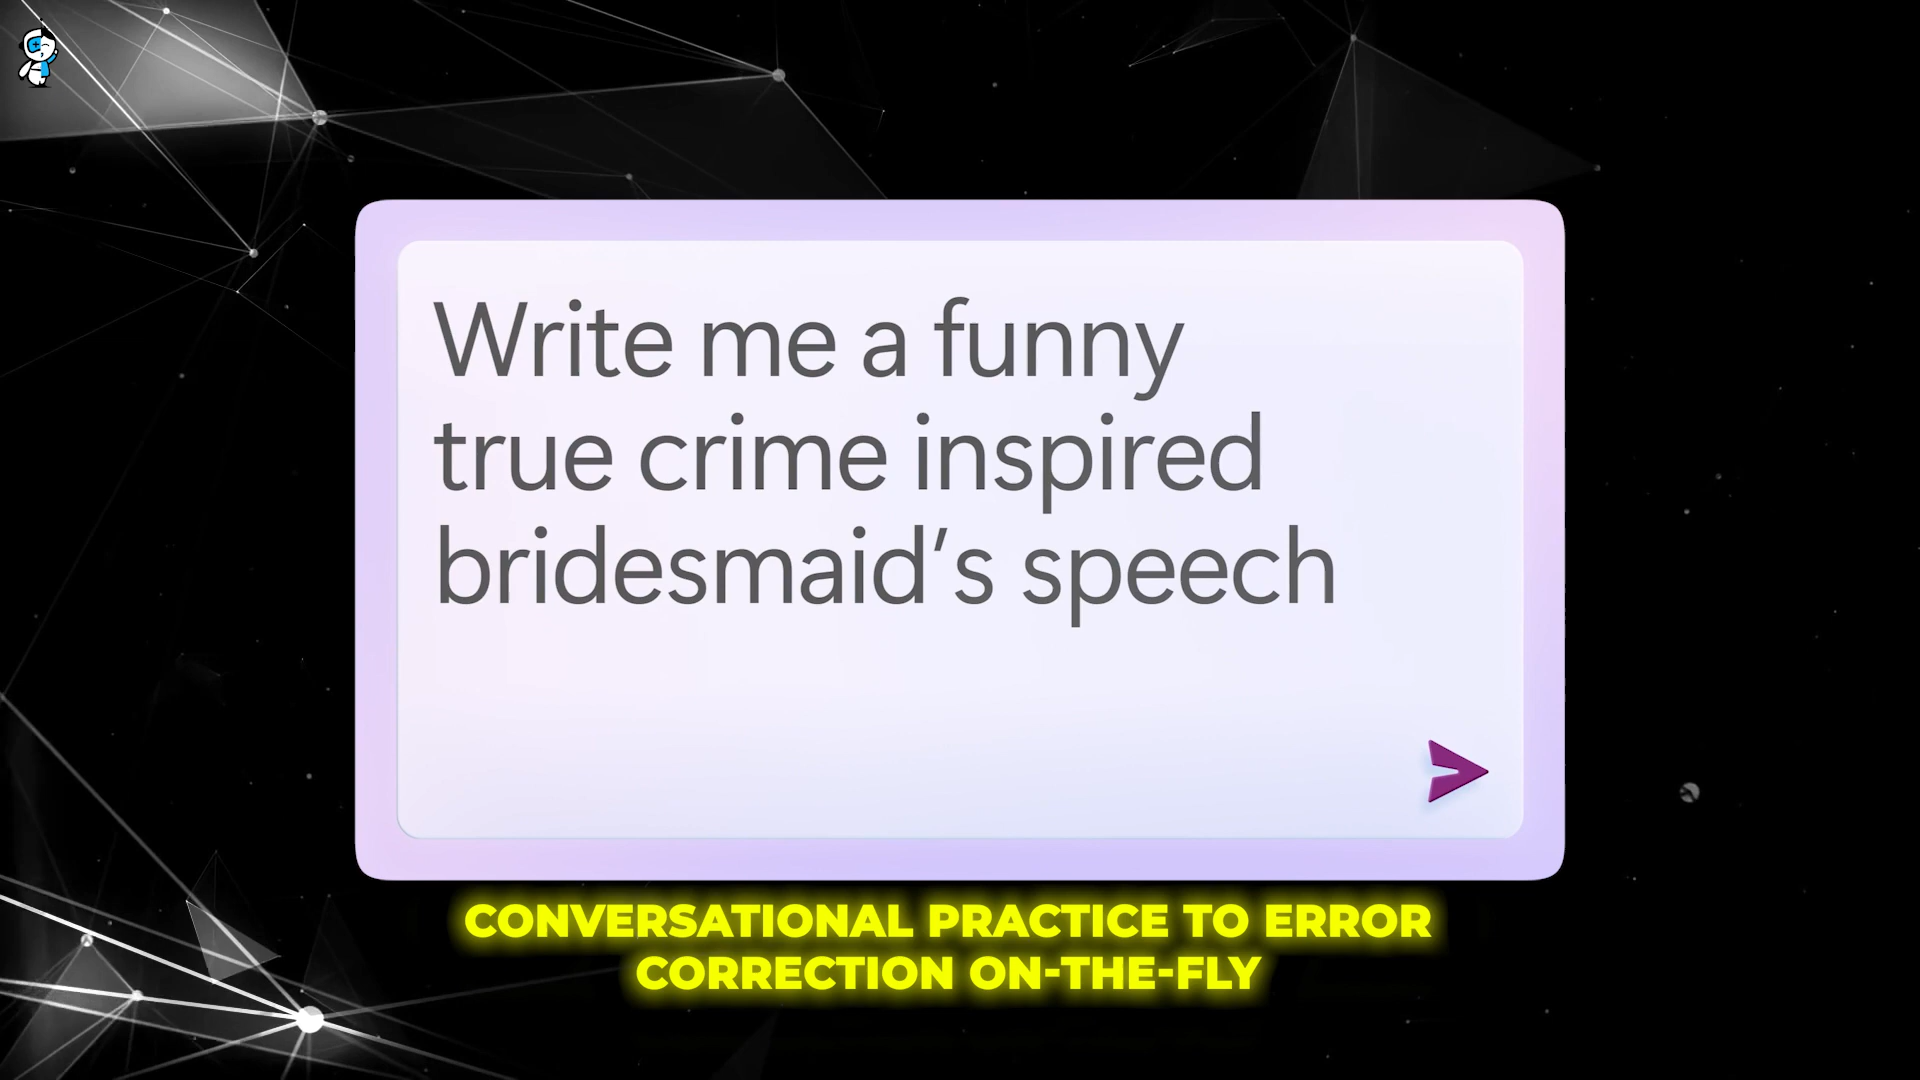 Write me a funny
true crime inspired
bridesmaid’s speech
CONVERSATIONAL PRACTICE TO ERROR
CORRECTION ON-THE-FLY